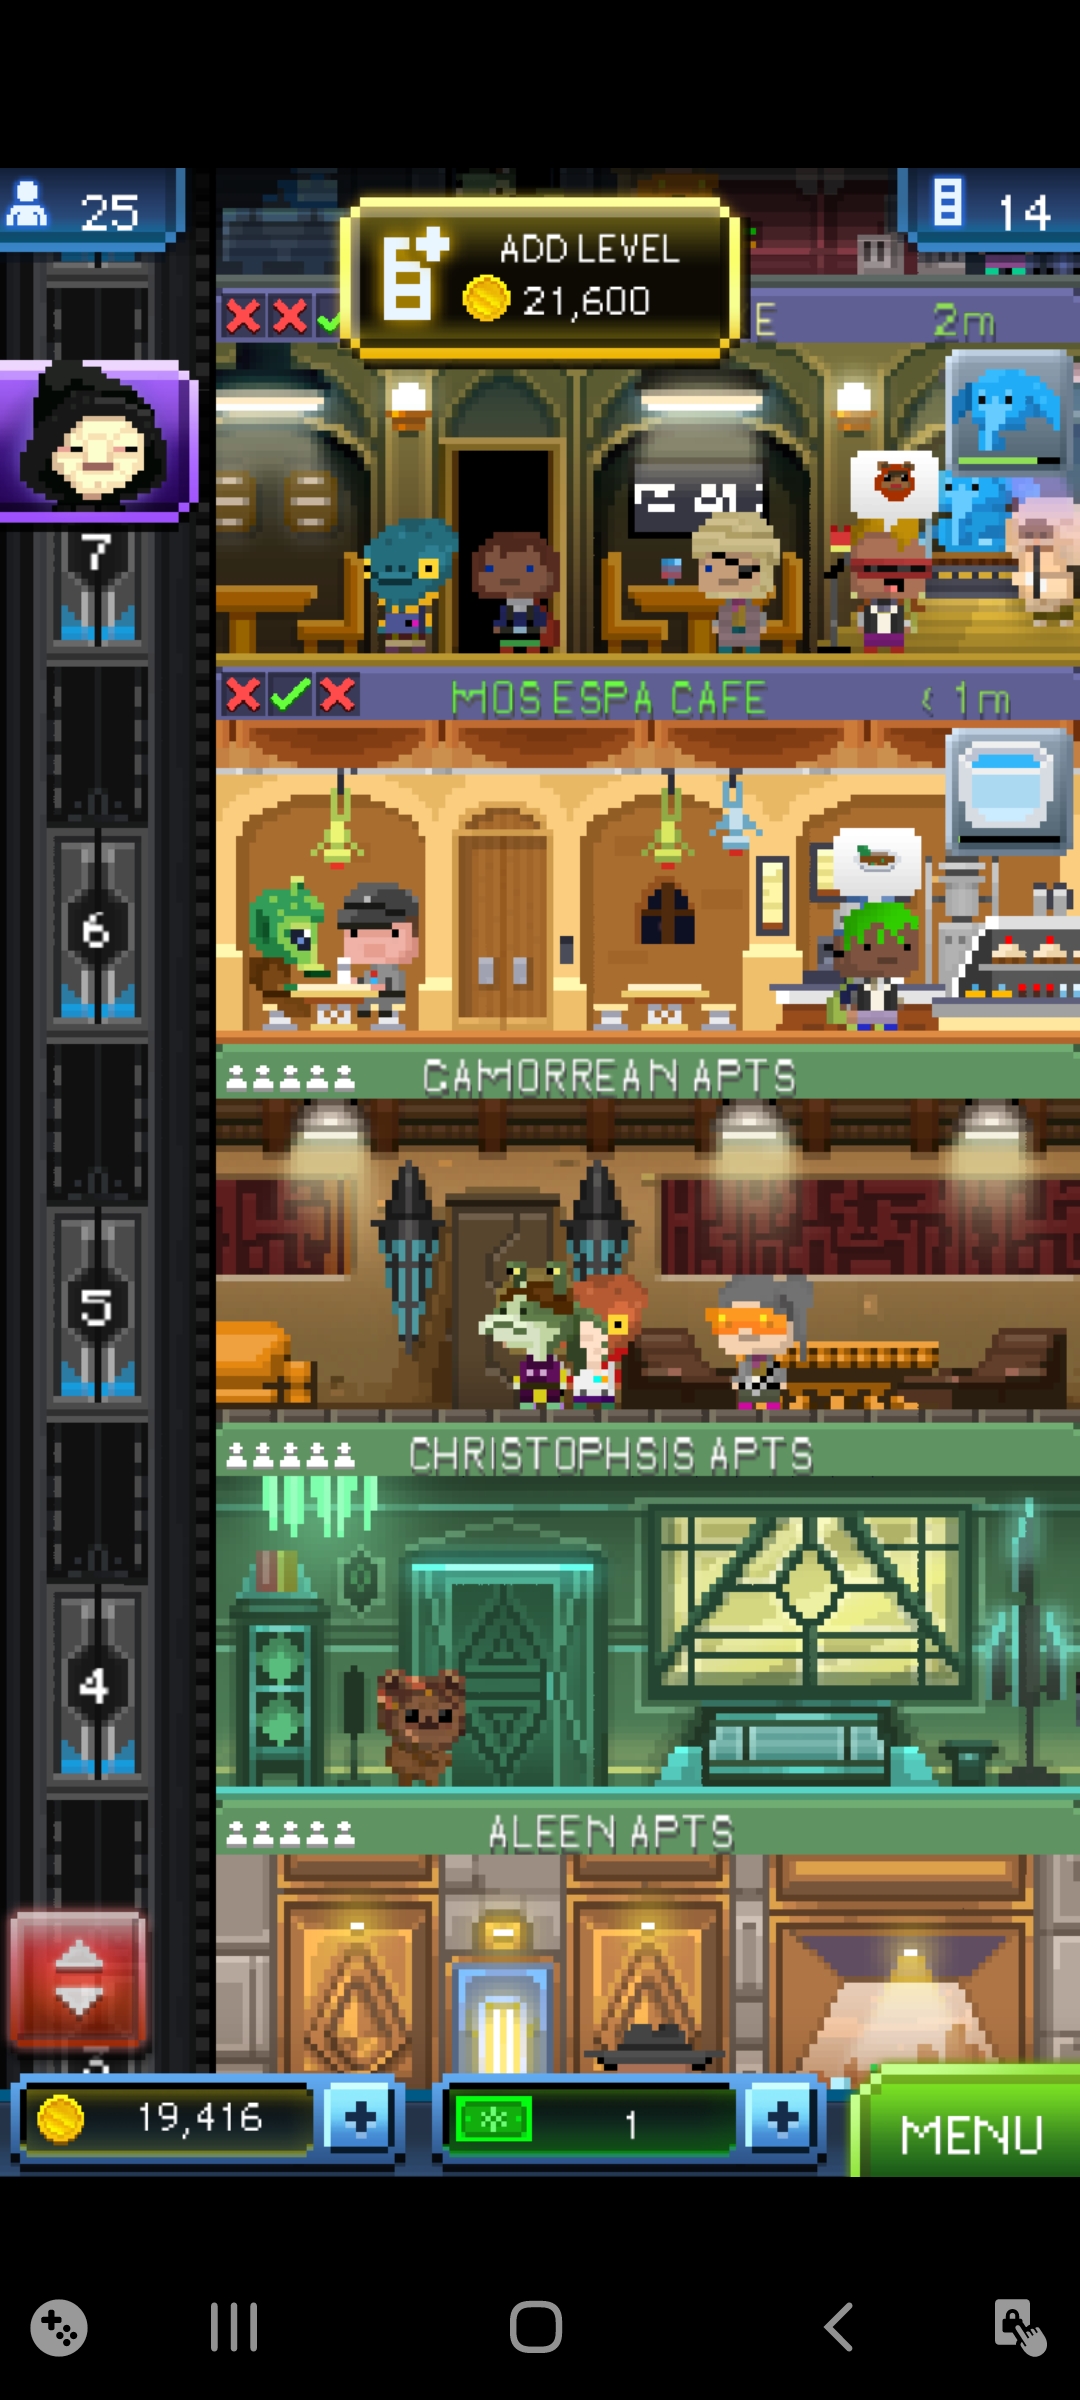 25
14
ADD LEVEL
21,600
E
2m
7
MOS ESPA CAFE
< 1m
6
CAMORREAN APTS
5
CHRISTOPHSIS APTS
4
ALEEN APTS
19,416
1
MENU